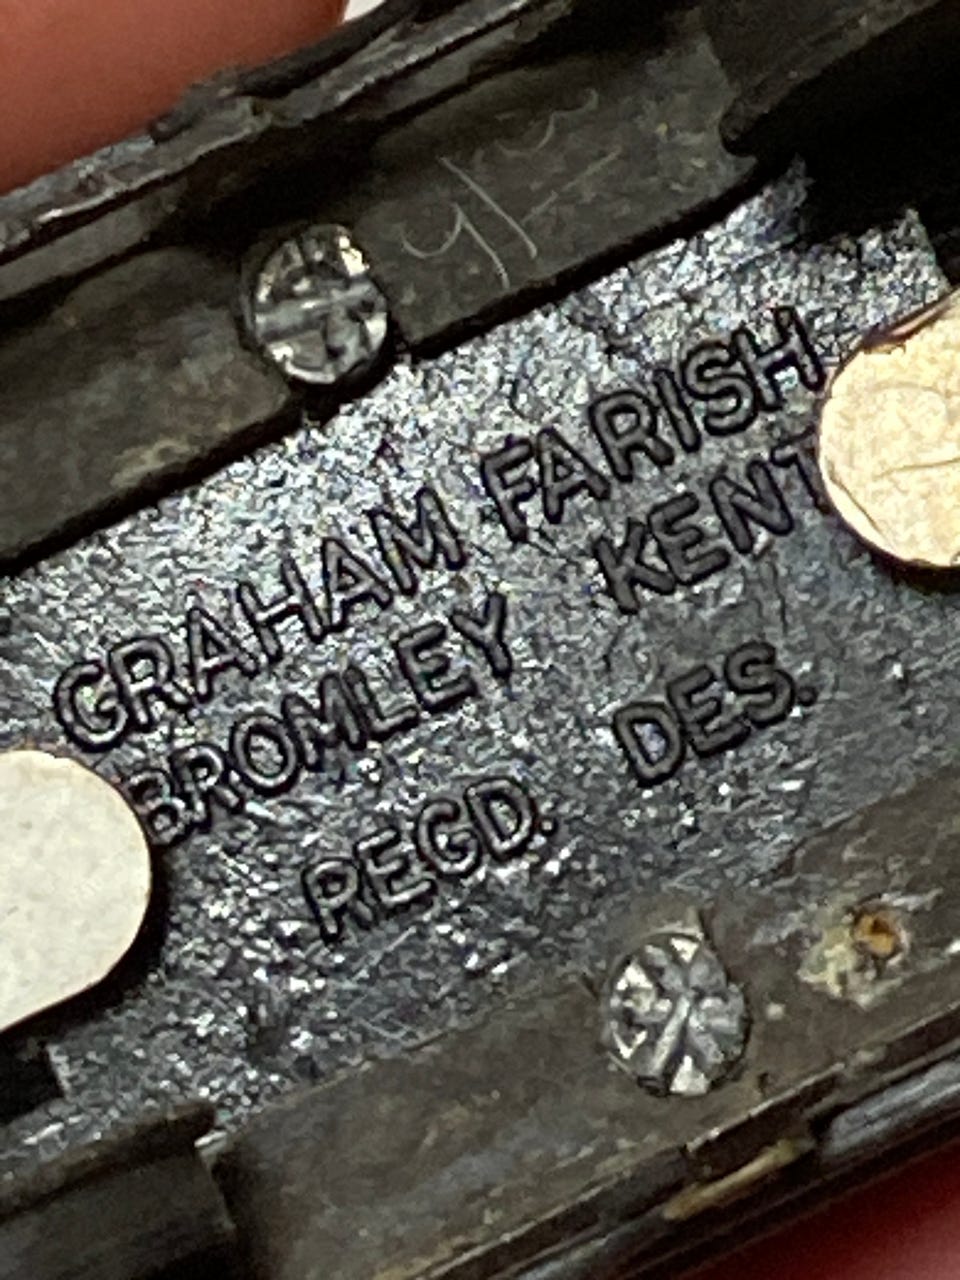 GRAHAM FARISH
BROMLEY KENT
REGD. DES.